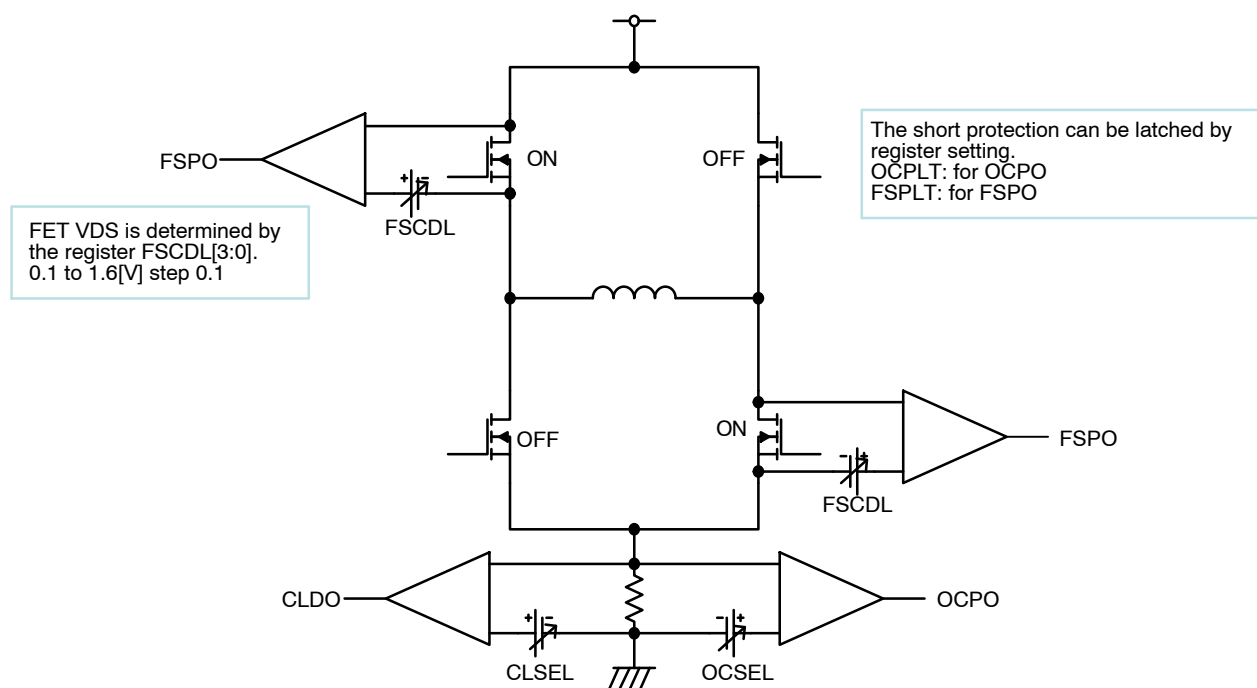 The short protection can be latched by
register setting.
OCPLT: for OCPO
FSPLT: for FSPO
FSPO
ON
OFF
+ -
FSCDL
FET VDS is determined by
the register FSCDL[3:0].
0.1 to 1.6[V] step 0.1
OFF
ON
FSPO
- +
FSCDL
CLDO
+ -
CLSEL
- +
OCSEL
OCPO